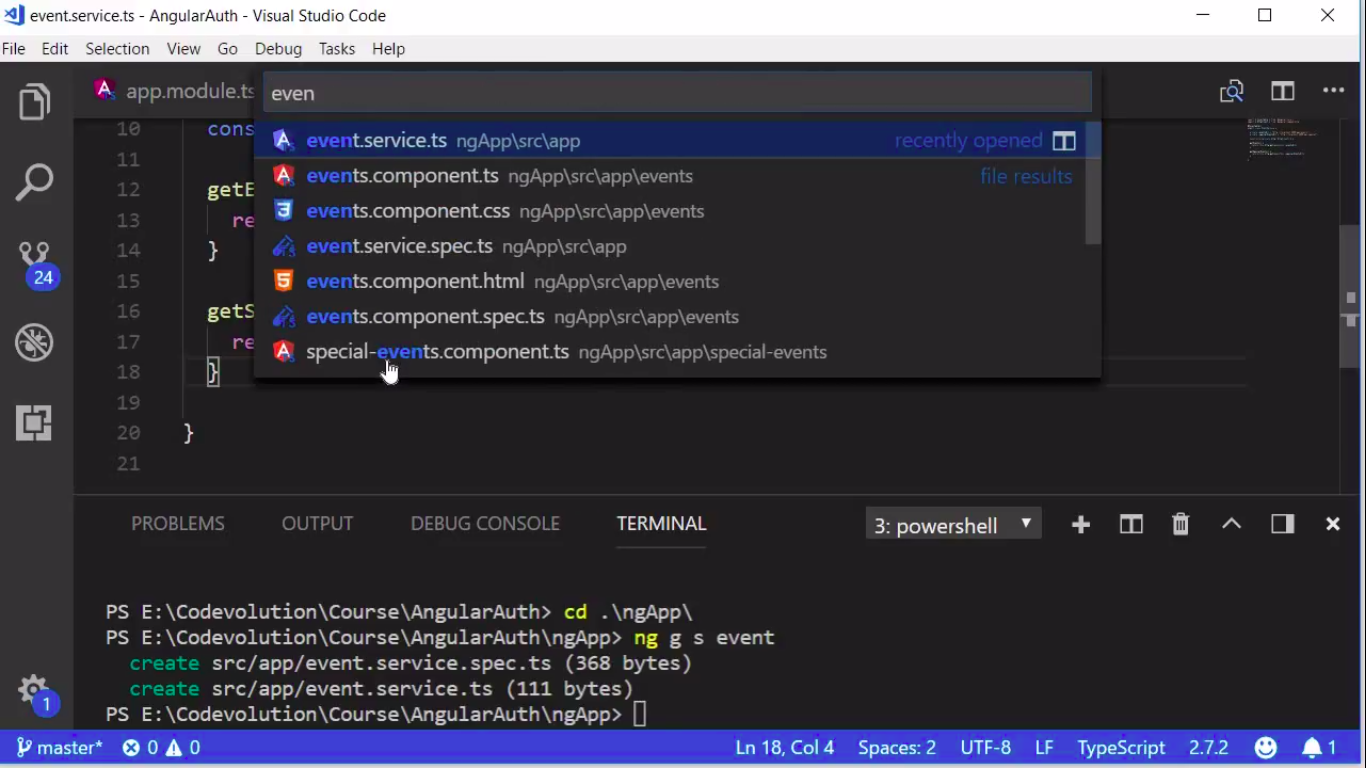 event.service.ts - AngularAuth - Visual Studio Code
File Edit Selection View Go Debug Tasks Help
app.module.ts
even
event.service.ts ngApp\src\app recently opened
events.component.ts ngApp\src\app\events file results
events.component.css ngApp\src\app\events
event.service.spec.ts ngApp\src\app
events.component.html ngApp\src\app\events
events.component.spec.ts ngApp\src\app\events
special-events.component.ts ngApp\src\app\special-events
10 cons
11
12 getE
13 re
14 }
15
16 getS
17 re
18 }
19
20 }
21
24
1
PROBLEMS OUTPUT DEBUG CONSOLE TERMINAL 3: powershell
PS E:\Codevolution\Course\AngularAuth> cd .\ngApp\
PS E:\Codevolution\Course\AngularAuth\ngApp> ng g s event
create src/app/event.service.spec.ts (368 bytes)
create src/app/event.service.ts (111 bytes)
PS E:\Codevolution\Course\AngularAuth\ngApp>
master* 0 0 Ln 18, Col 4 Spaces: 2 UTF-8 LF TypeScript 2.7.2 1